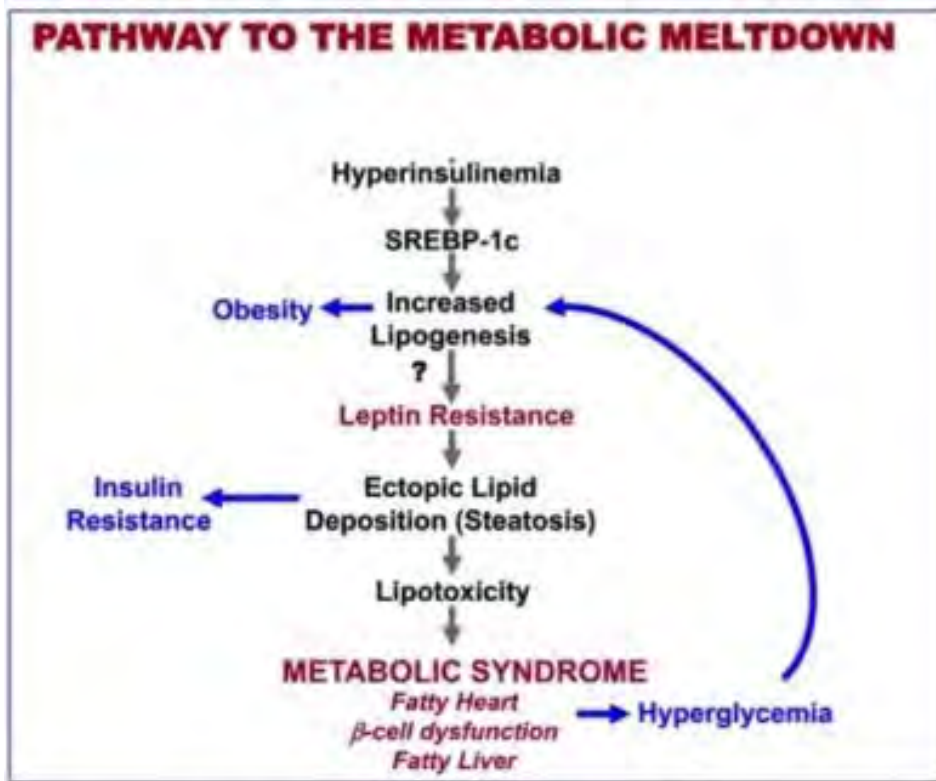 PATHWAY TO THE METABOLIC MELTDOWN
Hyperinsulinemia
SREBP-1c
Obesity
Increased
Lipogenesis
?
Leptin Resistance
Insulin
Resistance
Ectopic Lipid
Deposition (Steatosis)
Lipotoxicity
METABOLIC SYNDROME
Fatty Heart
β-cell dysfunction
Fatty Liver
Hyperglycemia